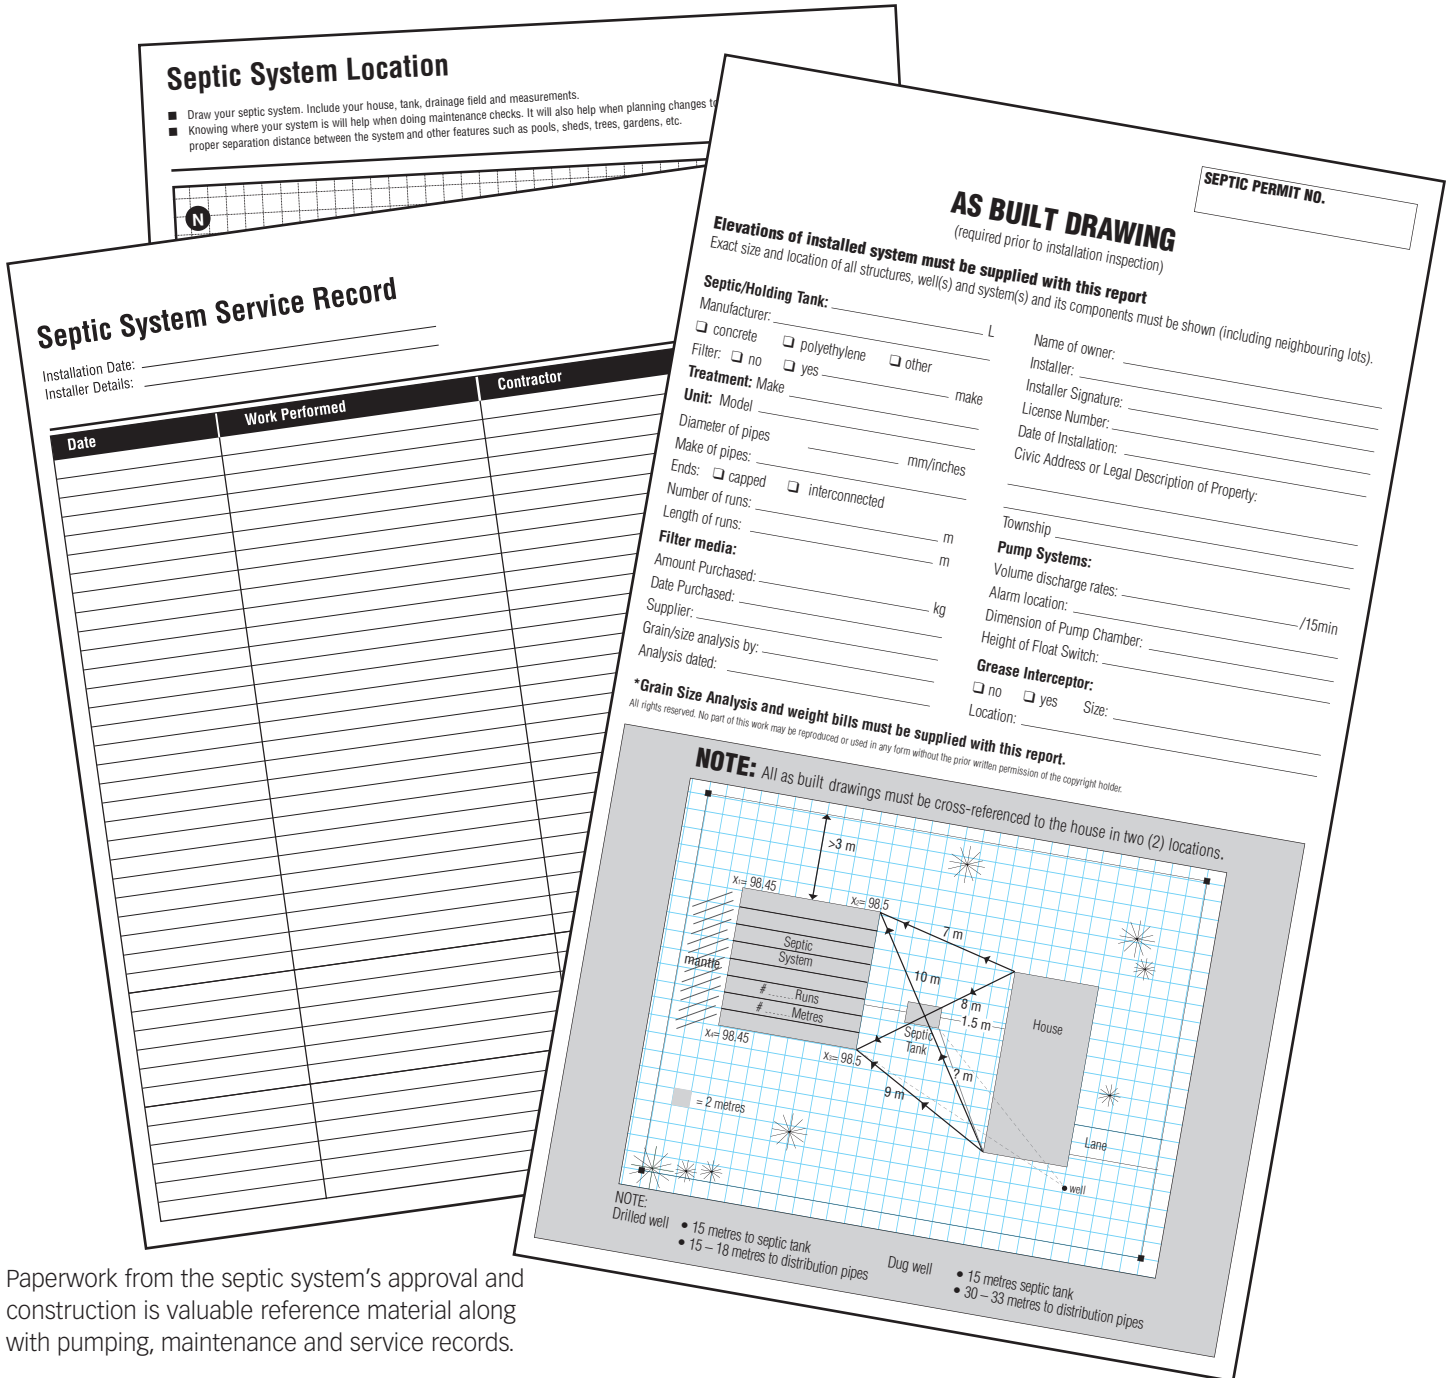 Septic System Location
■ Draw your septic system. Include your house, tank, drainage field and measurements.
■ Knowing where your system is will help when doing maintenance checks. It will also help when planning changes to
proper separation distance between the system and other features such as pools, sheds, trees, gardens, etc.
N
Septic System Service Record
Installation Date:
Installer Details:
Date Work Performed Contractor
SEPTIC PERMIT NO.
AS BUILT DRAWING
(required prior to installation inspection)
Elevations of installed system must be supplied with this report
Exact size and location of all structures, well(s) and system(s) and its components must be shown (including neighbouring lots).
Septic/Holding Tank: L
Manufacturer:
❏ concrete ❏ polyethylene ❏ other
Filter: ❏ no ❏ yes make
Treatment: Make
Unit: Model
Diameter of pipes mm/inches
Make of pipes:
Ends: ❏ capped ❏ interconnected
Number of runs: m
Length of runs: m
Filter media:
Amount Purchased: kg
Date Purchased:
Supplier:
Grain/size analysis by:
Analysis dated:
Name of owner:
Installer:
Installer Signature:
License Number:
Date of Installation:
Civic Address or Legal Description of Property:
Township
Pump Systems:
Volume discharge rates: /15min
Alarm location:
Dimension of Pump Chamber:
Height of Float Switch:
Grease Interceptor:
❏ no ❏ yes Size:
Location:
*Grain Size Analysis and weight bills must be supplied with this report.
All rights reserved. No part of this work may be reproduced or used in any form without the prior written permission of the copyright holder.
NOTE: All as built drawings must be cross-referenced to the house in two (2) locations.
>3 m
X1= 98.45
X2= 98.5
7 m
mantle
Septic
System
# ........ Runs
# ........ Metres
10 m
8 m
1.5 m
House
Septic
Tank
X4= 98.45
X3= 98.5
? m
9 m
= 2 metres
Lane
well
NOTE:
Drilled well • 15 metres to septic tank
• 15 – 18 metres to distribution pipes
Dug well • 15 metres septic tank
• 30 – 33 metres to distribution pipes
Paperwork from the septic system’s approval and
construction is valuable reference material along
with pumping, maintenance and service records.